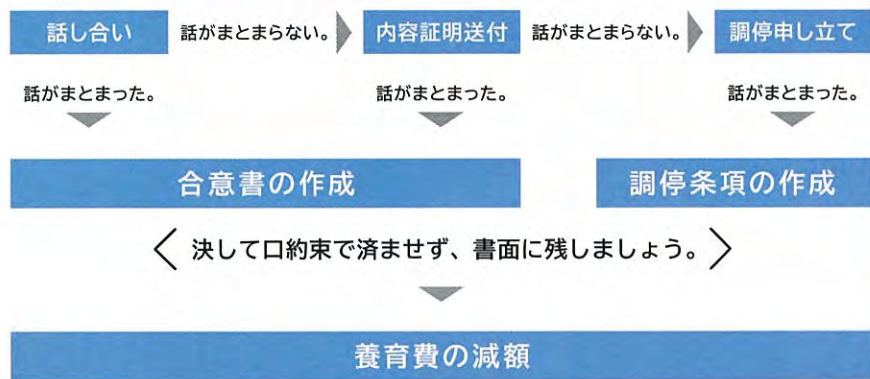 話し合い 話がまとまらない。 内容証明送付 話がまとまらない。 調停申し立て
話がまとまった。 話がまとまった。 話がまとまった。
合意書の作成 調停条項の作成
決して口約束で済ませず、書面に残しましょう。
養育費の減額